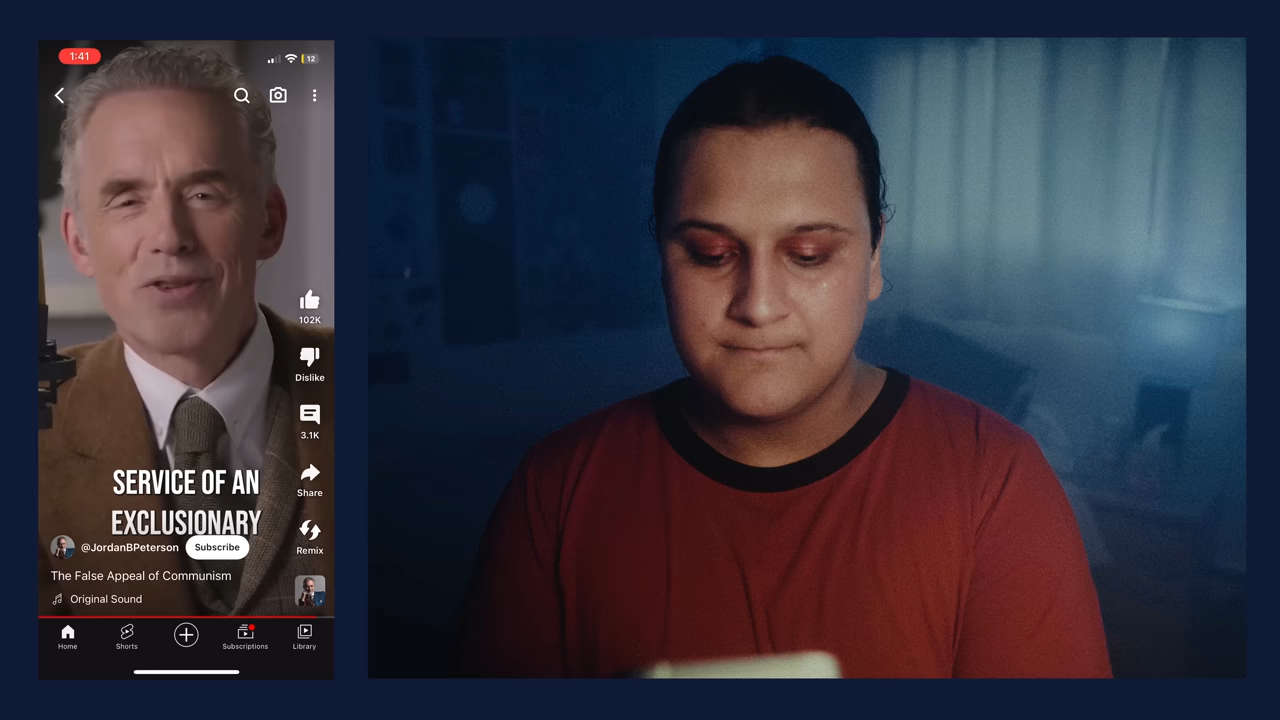 1:41
12
102K
Dislike
3.1K
Share
Remix
SERVICE OF AN
EXCLUSIONARY
@JordanBPeterson
Subscribe
The False Appeal of Communism
Original Sound
Home
Shorts
Subscriptions
Library